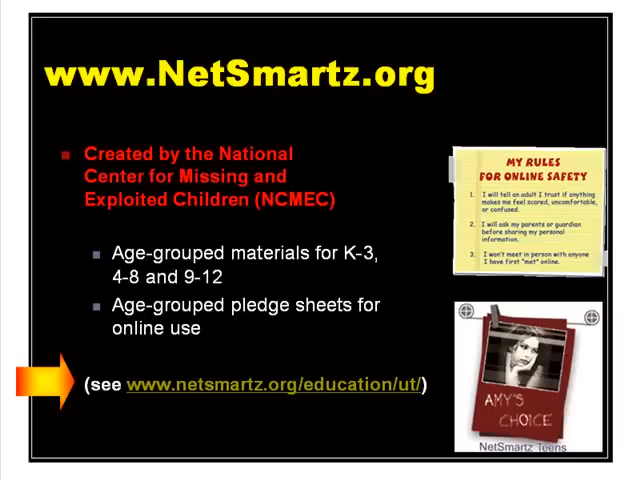 www.NetSmartz.org
Created by the National
Center for Missing and
Exploited Children (NCMEC)
Age-grouped materials for K-3,
4-8 and 9-12
Age-grouped pledge sheets for
online use
(see www.netsmartz.org/education/ut/)
MY RULES
FOR ONLINE SAFETY
1. I will tell an adult I trust if anything
makes me feel scared, uncomfortable,
or confused.
2. I will ask my parents or guardian
before sharing my personal
information.
3. I won't meet in person with anyone
I have first "met" online.
AMY'S
CHOICE
NetSmartz Teens